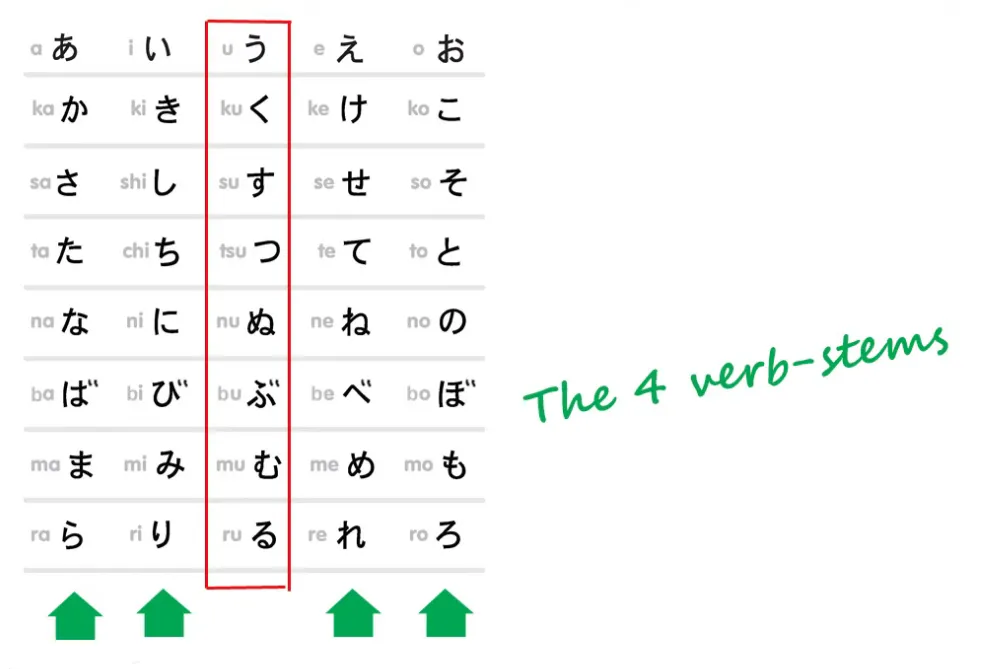 a あ i い u う e え o お
ka か ki き ku く ke け ko こ
sa さ shi し su す se せ so そ
ta た chi ち tsu つ te て to と
na な ni に nu ぬ ne ね no の
ba ば bi び bu ぶ be べ bo ぼ
ma ま mi み mu む me め mo も
ra ら ri り ru る re れ ro ろ
The 4 verb-stems